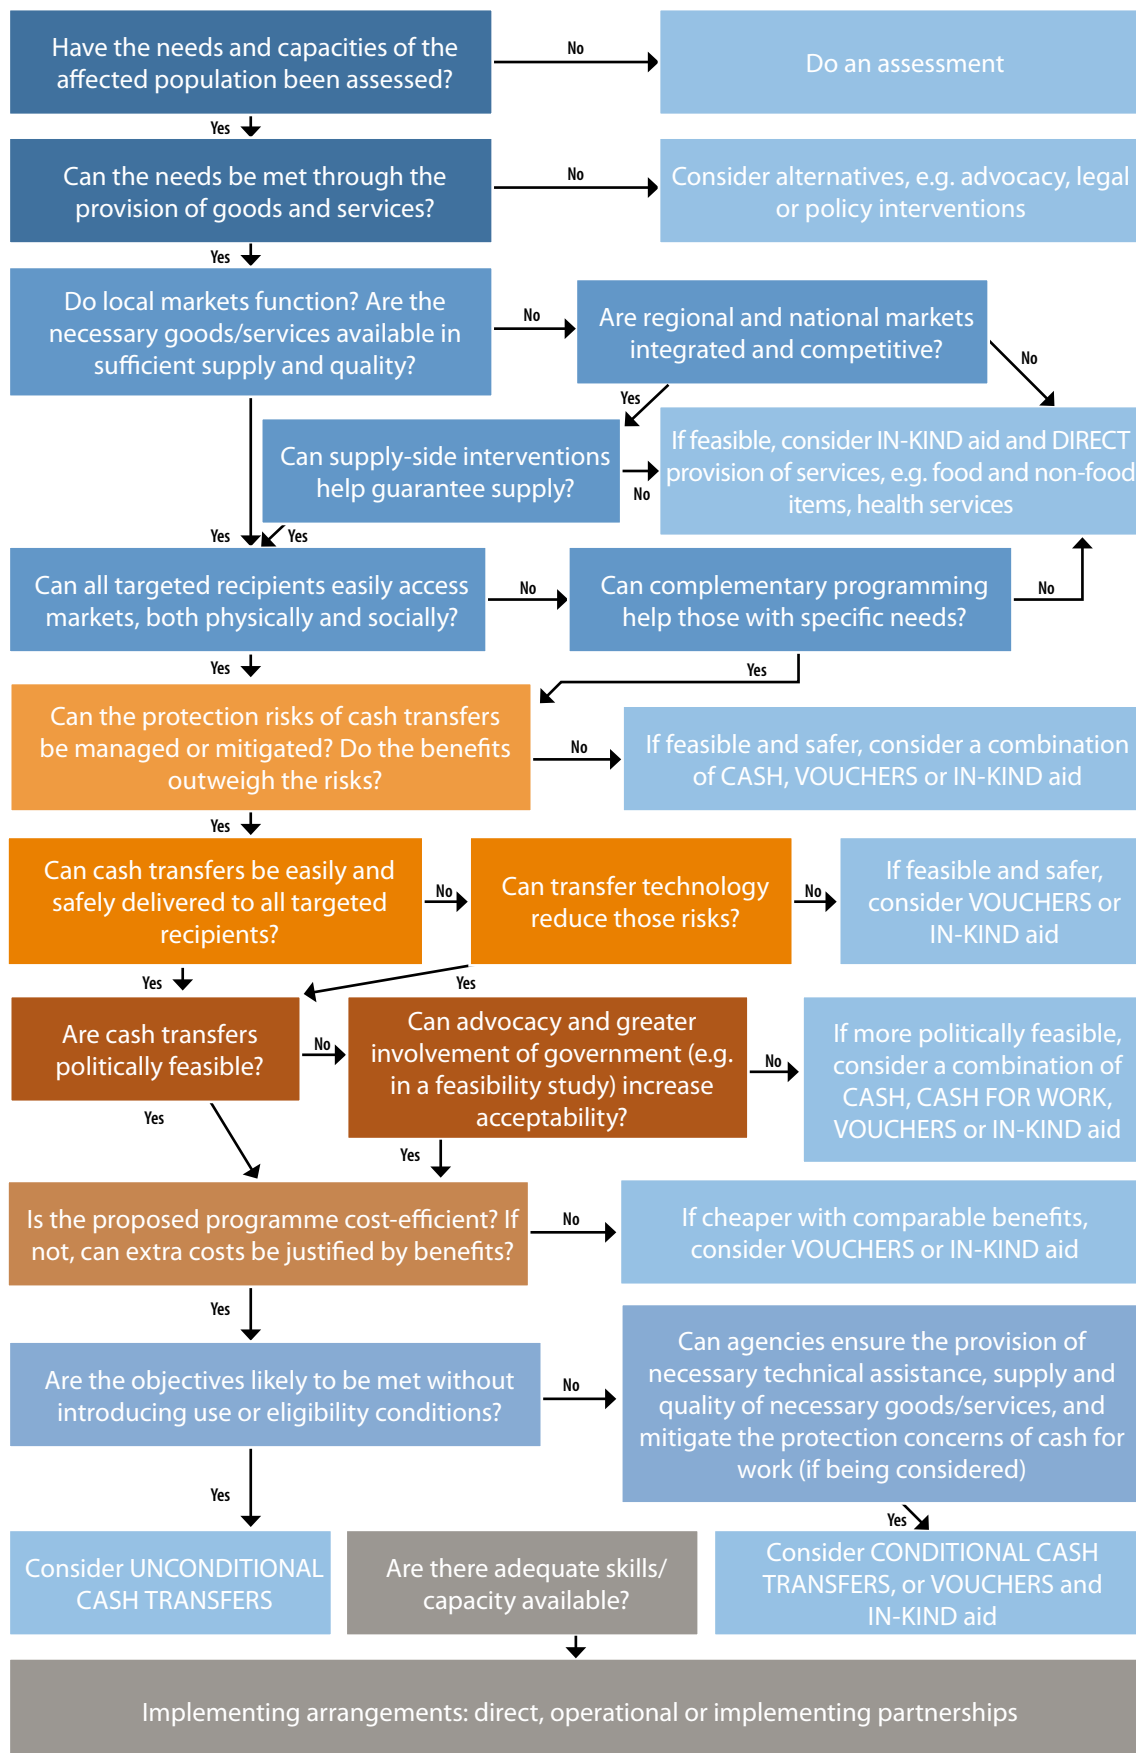 Have the needs and capacities of the
affected population been assessed?
No
Do an assessment
Yes
Can the needs be met through the
provision of goods and services?
No
Consider alternatives, e.g. advocacy, legal
or policy interventions
Yes
Do local markets function? Are the
necessary goods/services available in
sufficient supply and quality?
No
Are regional and national markets
integrated and competitive?
No
Yes
Can supply-side interventions
help guarantee supply?
No
If feasible, consider IN-KIND aid and DIRECT
provision of services, e.g. food and non-food
items, health services
Yes
Yes
Can all targeted recipients easily access
markets, both physically and socially?
No
Can complementary programming
help those with specific needs?
No
Yes
Yes
Can the protection risks of cash transfers
be managed or mitigated? Do the benefits
outweigh the risks?
No
If feasible and safer, consider a combination
of CASH, VOUCHERS or IN-KIND aid
Yes
Can cash transfers be easily and
safely delivered to all targeted
recipients?
No
Can transfer technology
reduce those risks?
No
If feasible and safer,
consider VOUCHERS or
IN-KIND aid
Yes
Yes
Are cash transfers
politically feasible?
No
Can advocacy and greater
involvement of government (e.g.
in a feasibility study) increase
acceptability?
No
If more politically feasible,
consider a combination of
CASH, CASH FOR WORK,
VOUCHERS or IN-KIND aid
Yes
Yes
Is the proposed programme cost-efficient? If
not, can extra costs be justified by benefits?
No
If cheaper with comparable benefits,
consider VOUCHERS or IN-KIND aid
Yes
Are the objectives likely to be met without
introducing use or eligibility conditions?
No
Can agencies ensure the provision of
necessary technical assistance, supply and
quality of necessary goods/services, and
mitigate the protection concerns of cash for
work (if being considered)
Yes
Yes
Consider UNCONDITIONAL
CASH TRANSFERS
Are there adequate skills/
capacity available?
Consider CONDITIONAL CASH
TRANSFERS, or VOUCHERS and
IN-KIND aid
Implementing arrangements: direct, operational or implementing partnerships